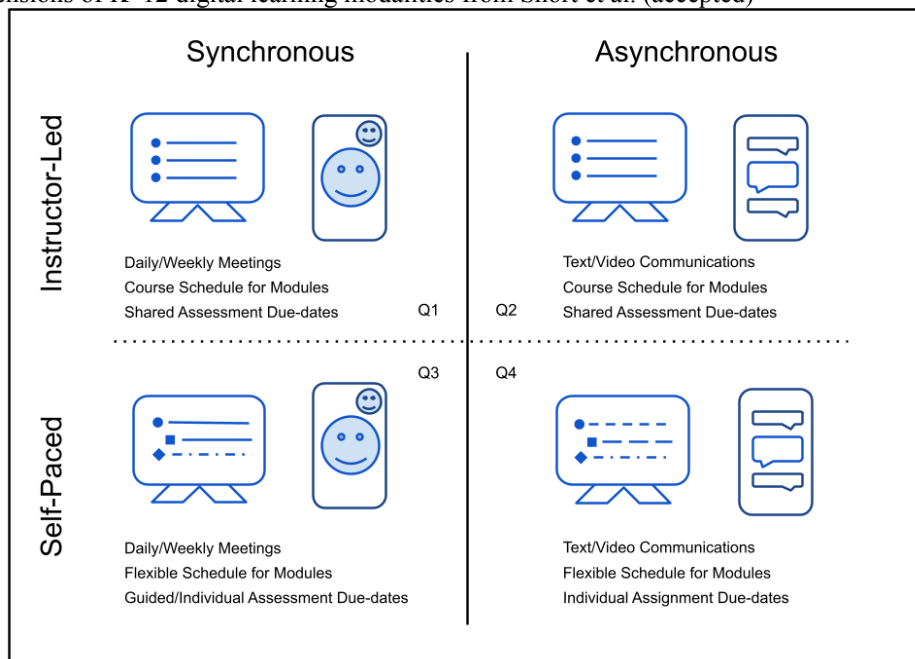 Synchronous
Asynchronous
Instructor-Led
Daily/Weekly Meetings
Course Schedule for Modules
Shared Assessment Due-dates
Q1
Q2
Text/Video Communications
Course Schedule for Modules
Shared Assessment Due-dates
Self-Paced
Q3
Q4
Daily/Weekly Meetings
Flexible Schedule for Modules
Guided/Individual Assessment Due-dates
Text/Video Communications
Flexible Schedule for Modules
Individual Assignment Due-dates